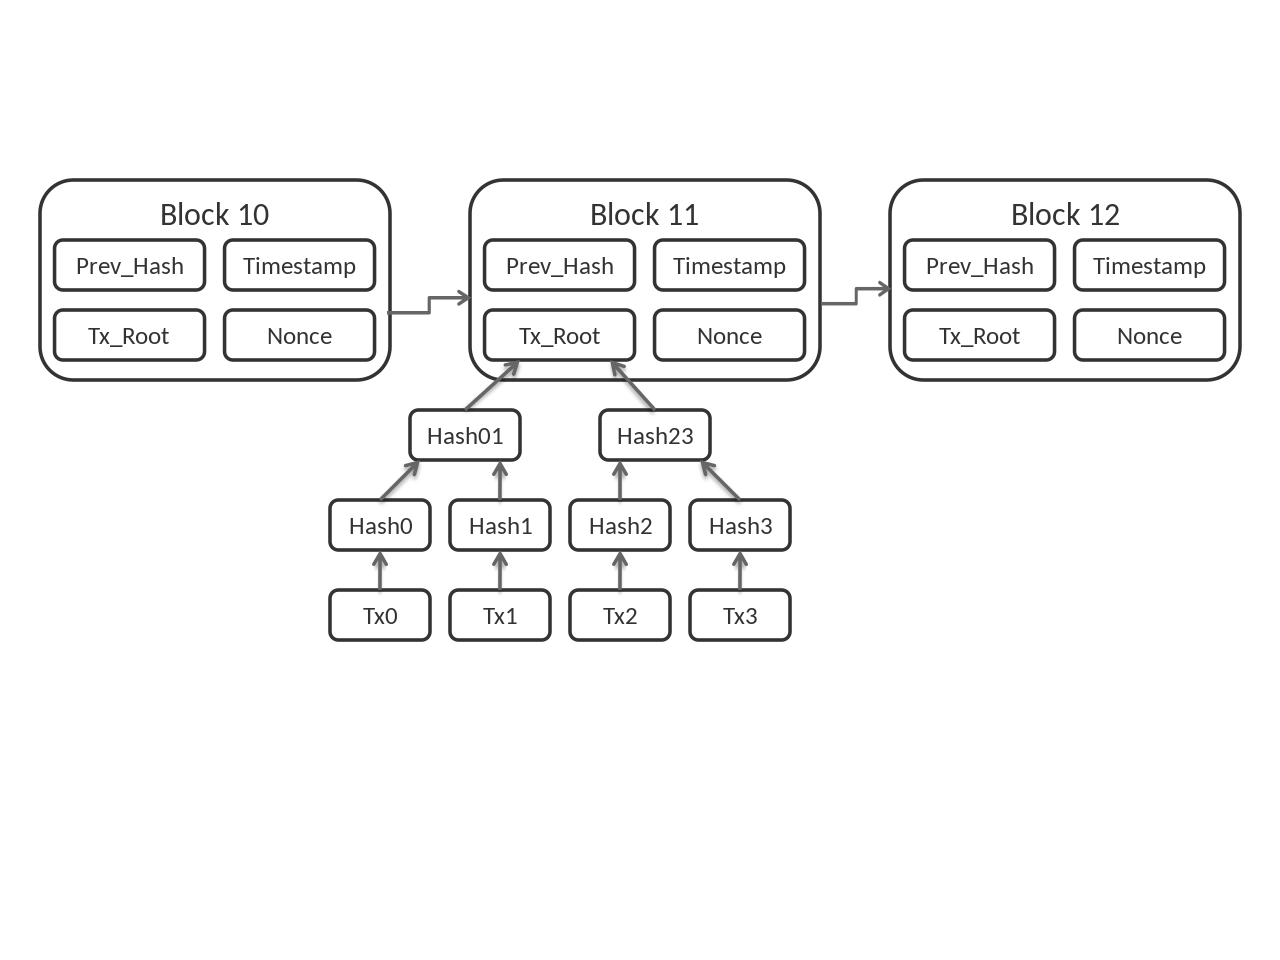 Block 10
Prev_Hash
Timestamp
Tx_Root
Nonce
Block 11
Prev_Hash
Timestamp
Tx_Root
Nonce
Block 12
Prev_Hash
Timestamp
Tx_Root
Nonce
Hash01
Hash23
Hash0
Hash1
Hash2
Hash3
Tx0
Tx1
Tx2
Tx3